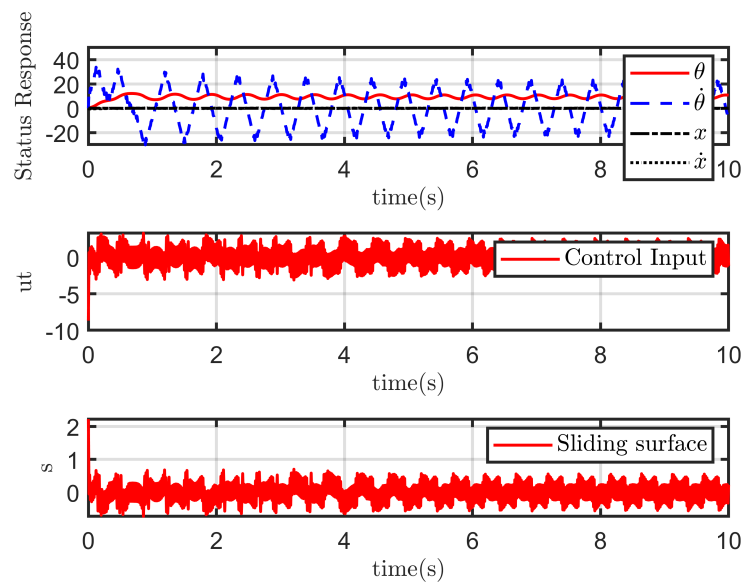 Status Response
40
20
0
-20
0 2 4 6 8 10
time(s)
θ
θ̇
x
ẋ
ut
0
-5
-10
0 2 4 6 8 10
time(s)
Control Input
s
2
1
0
0 2 4 6 8 10
time(s)
Sliding surface